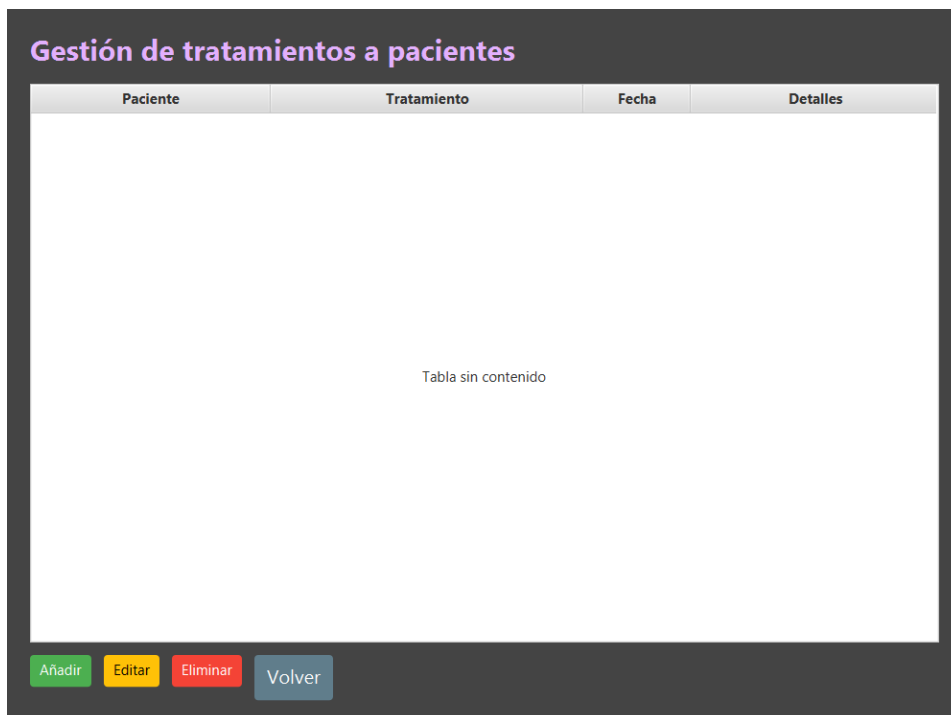 Gestión de tratamientos a pacientes
Paciente Tratamiento Fecha Detalles
Tabla sin contenido
Añadir Editar Eliminar Volver